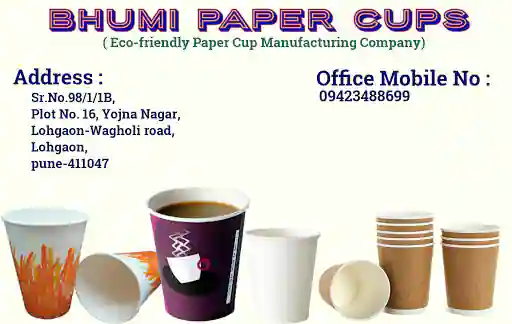 BHUMI PAPER CUPS
( Eco-friendly Paper Cup Manufacturing Company)
Address :
Sr.No.98/1/1B,
Plot No. 16, Yojna Nagar,
Lohgaon-Wagholi road,
Lohgaon,
pune-411047
Office Mobile No :
09423488699